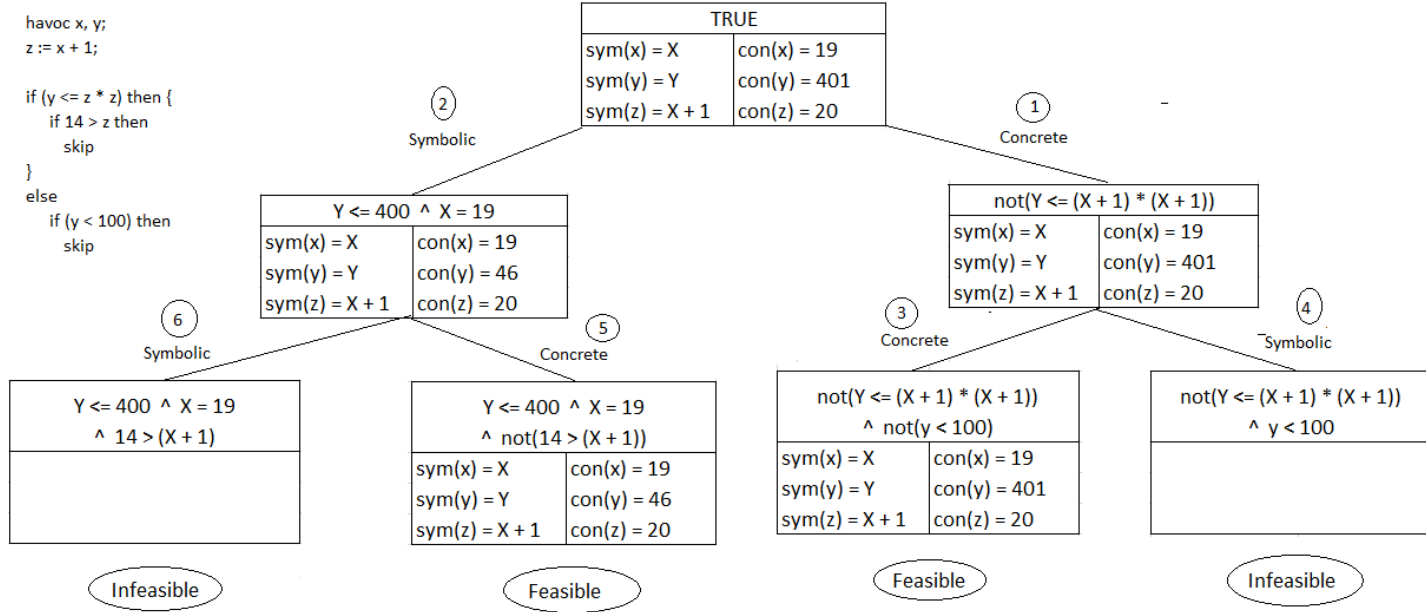 havoc x, y;
z := x + 1;
if (y <= z * z) then {
if 14 > z then
skip
}
else
if (y < 100) then
skip
TRUE
sym(x) = X
con(x) = 19
sym(y) = Y
con(y) = 401
sym(z) = X + 1
con(z) = 20
2
Symbolic
1
Concrete
Y <= 400 ^ X = 19
sym(x) = X
con(x) = 19
sym(y) = Y
con(y) = 46
sym(z) = X + 1
con(z) = 20
not(Y <= (X + 1) * (X + 1))
sym(x) = X
con(x) = 19
sym(y) = Y
con(y) = 401
sym(z) = X + 1
con(z) = 20
6
Symbolic
5
Concrete
3
Concrete
4
Symbolic
Y <= 400 ^ X = 19
^ 14 > (X + 1)
Y <= 400 ^ X = 19
^ not(14 > (X + 1))
sym(x) = X
con(x) = 19
sym(y) = Y
con(y) = 46
sym(z) = X + 1
con(z) = 20
not(Y <= (X + 1) * (X + 1))
^ not(y < 100)
sym(x) = X
con(x) = 19
sym(y) = Y
con(y) = 401
sym(z) = X + 1
con(z) = 20
not(Y <= (X + 1) * (X + 1))
^ y < 100
Infeasible
Feasible
Feasible
Infeasible